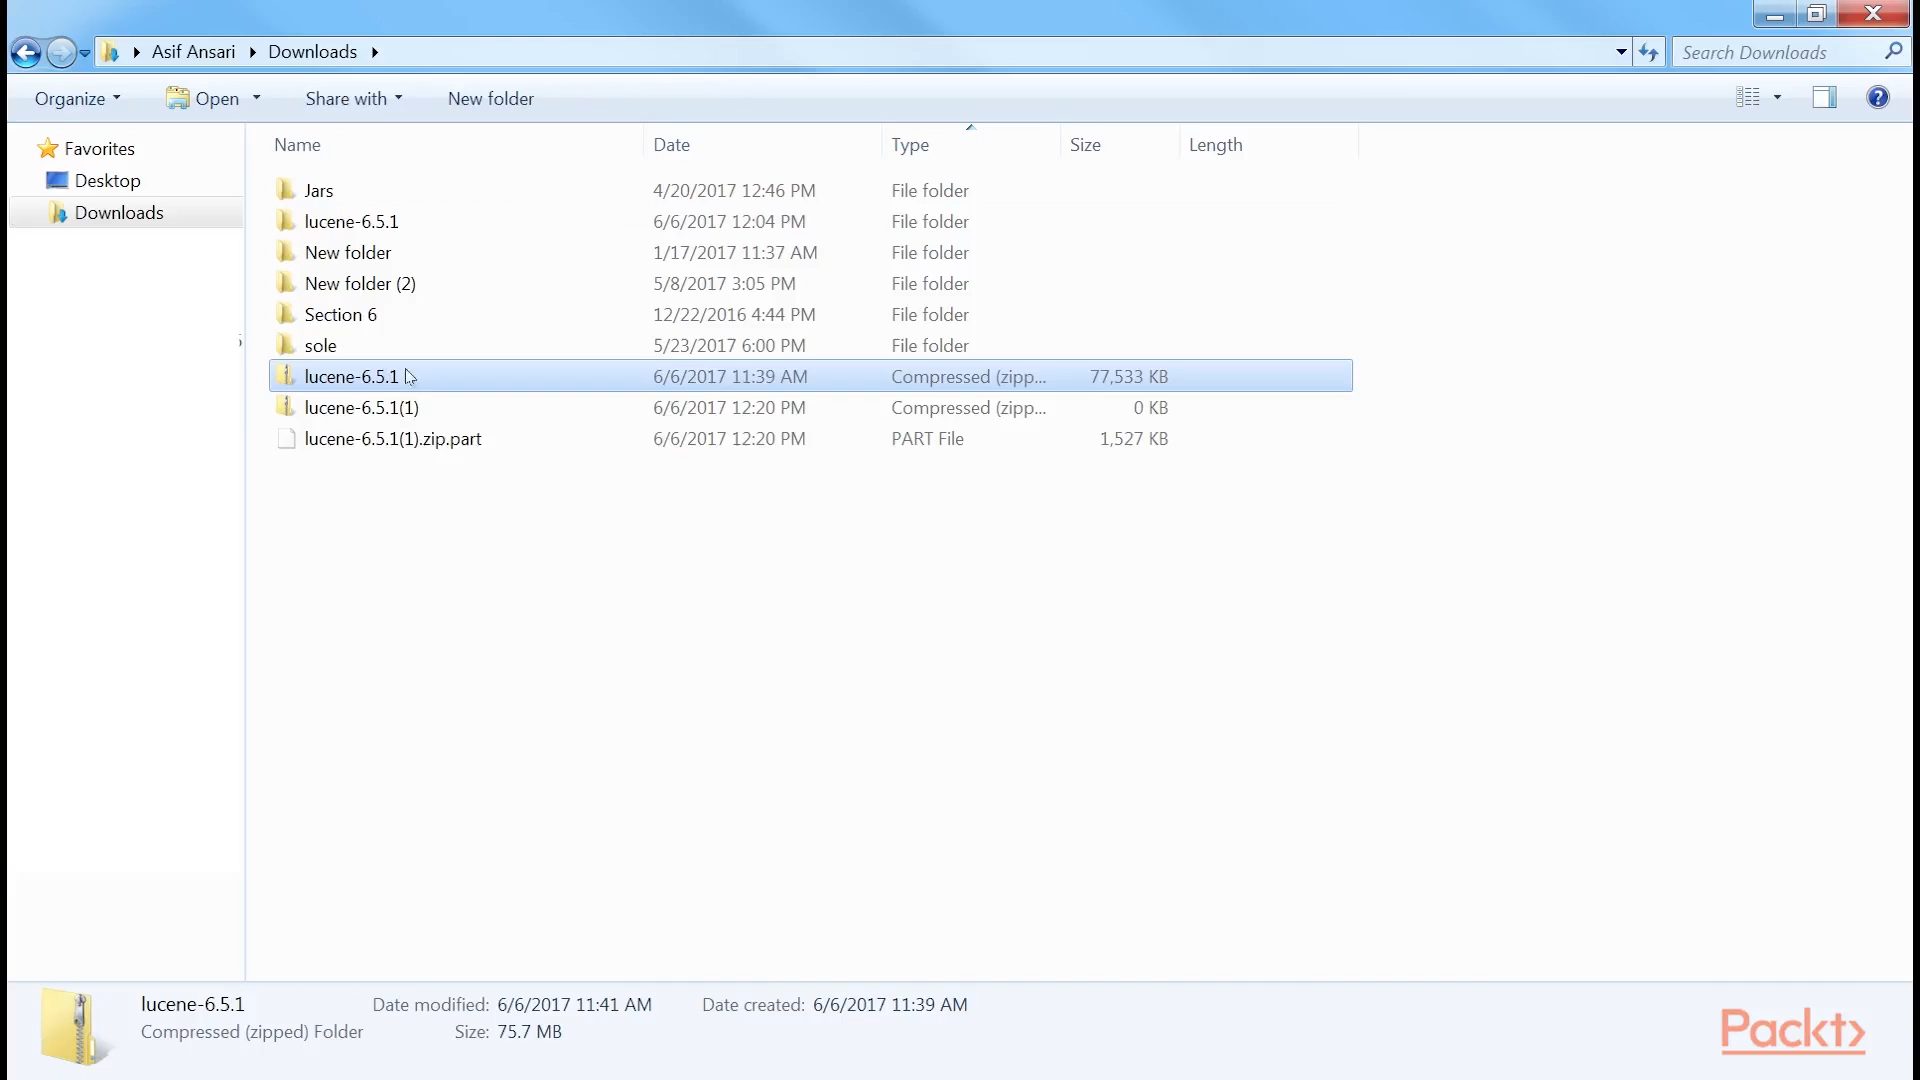 Asif Ansari Downloads
Search Downloads
Organize Open Share with New folder
Favorites
Desktop
Downloads
Name Date Type Size Length
Jars 4/20/2017 12:46 PM File folder
lucene-6.5.1 6/6/2017 12:04 PM File folder
New folder 1/17/2017 11:37 AM File folder
New folder (2) 5/8/2017 3:05 PM File folder
Section 6 12/22/2016 4:44 PM File folder
sole 5/23/2017 6:00 PM File folder
lucene-6.5.1 6/6/2017 11:39 AM Compressed (zipp... 77,533 KB
lucene-6.5.1(1) 6/6/2017 12:20 PM Compressed (zipp... 0 KB
lucene-6.5.1(1).zip.part 6/6/2017 12:20 PM PART File 1,527 KB
lucene-6.5.1 Date modified: 6/6/2017 11:41 AM Date created: 6/6/2017 11:39 AM
Compressed (zipped) Folder Size: 75.7 MB
Packt>